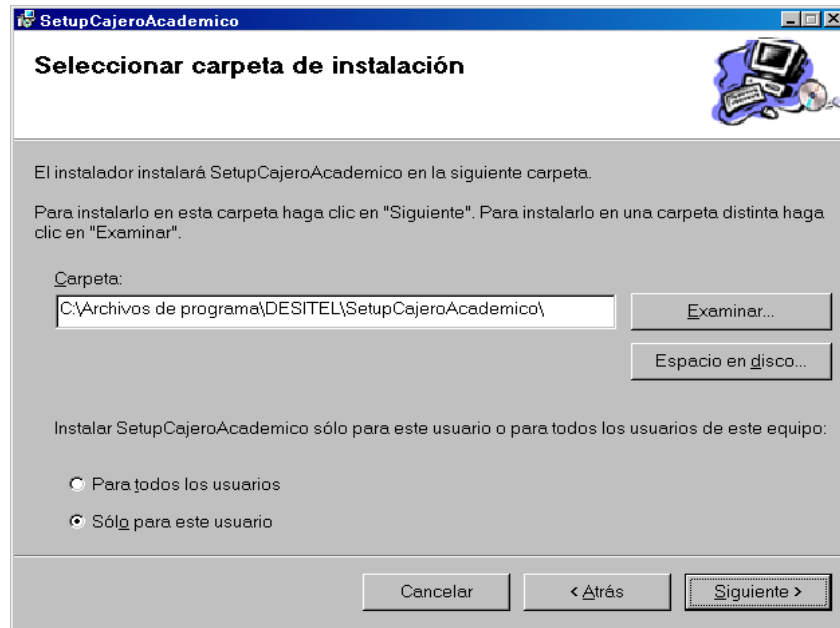 SetupCajeroAcademico
Seleccionar carpeta de instalación
El instalador instalará SetupCajeroAcademico en la siguiente carpeta.
Para instalarlo en esta carpeta haga clic en "Siguiente". Para instalarlo en una carpeta distinta haga
clic en "Examinar".
Carpeta:
C:\Archivos de programa\DESITEL\SetupCajeroAcademico\
Examinar...
Espacio en disco...
Instalar SetupCajeroAcademico sólo para este usuario o para todos los usuarios de este equipo:
Para todos los usuarios
Sólo para este usuario
Cancelar
< Atrás
Siguiente >